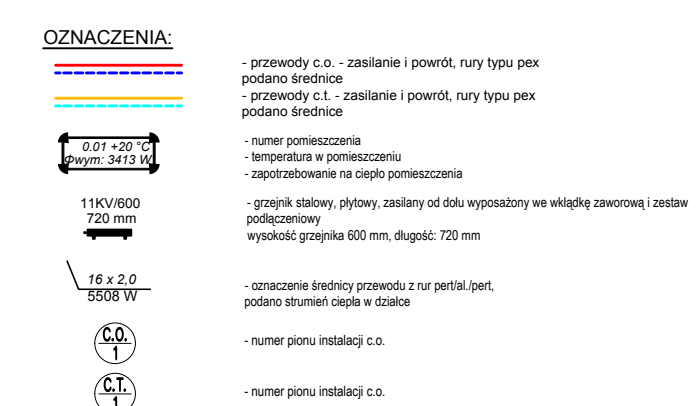 OZNACZENIA:
- przewody c.o. - zasilanie i powrót, rury typu pex
podano średnice
- przewody c.t. - zasilanie i powrót, rury typu pex
podano średnice
0.01 +20 °C
Φwym: 3413 W
- numer pomieszczenia
- temperatura w pomieszczeniu
- zapotrzebowanie na ciepło pomieszczenia
11KV/600
720 mm
- grzejnik stalowy, płytowy, zasilany od dołu wyposażony we wkłądkę zaworową i zestaw
podłączeniowy
wysokość grzejnika 600 mm, długość: 720 mm
16 x 2,0
5508 W
- oznaczenie średnicy przewodu z rur pert/al./pert,
podano strumień ciepła w działce
C.O.
1
- numer pionu instalacji c.o.
C.T.
1
- numer pionu instalacji c.o.